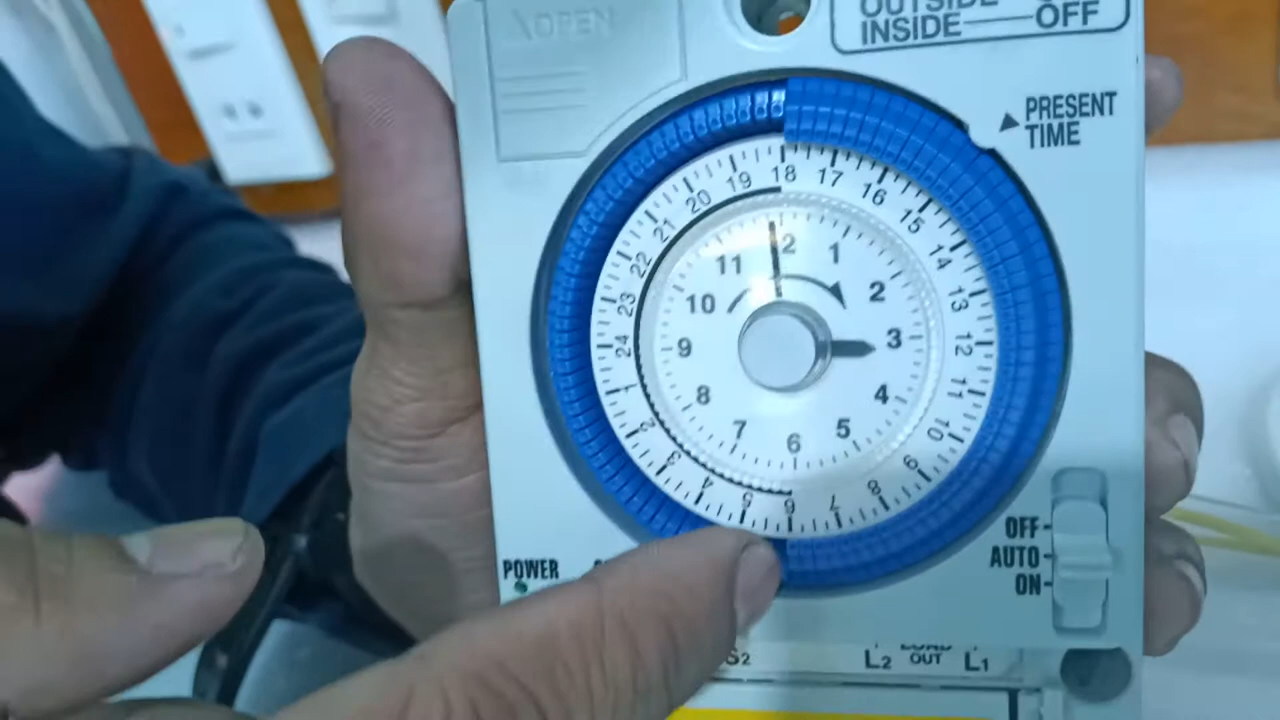 OPEN
OUTSIDE
INSIDE OFF
PRESENT
TIME
18 17 16 15 14 13 12 11 10 9 8 7 6 5 4 3 2 1 24 23 22 21 20 19
12 1 2 3 4 5 6 7 8 9 10 11
OFF
AUTO
ON
POWER
S2
L2
LOAD
OUT
L1